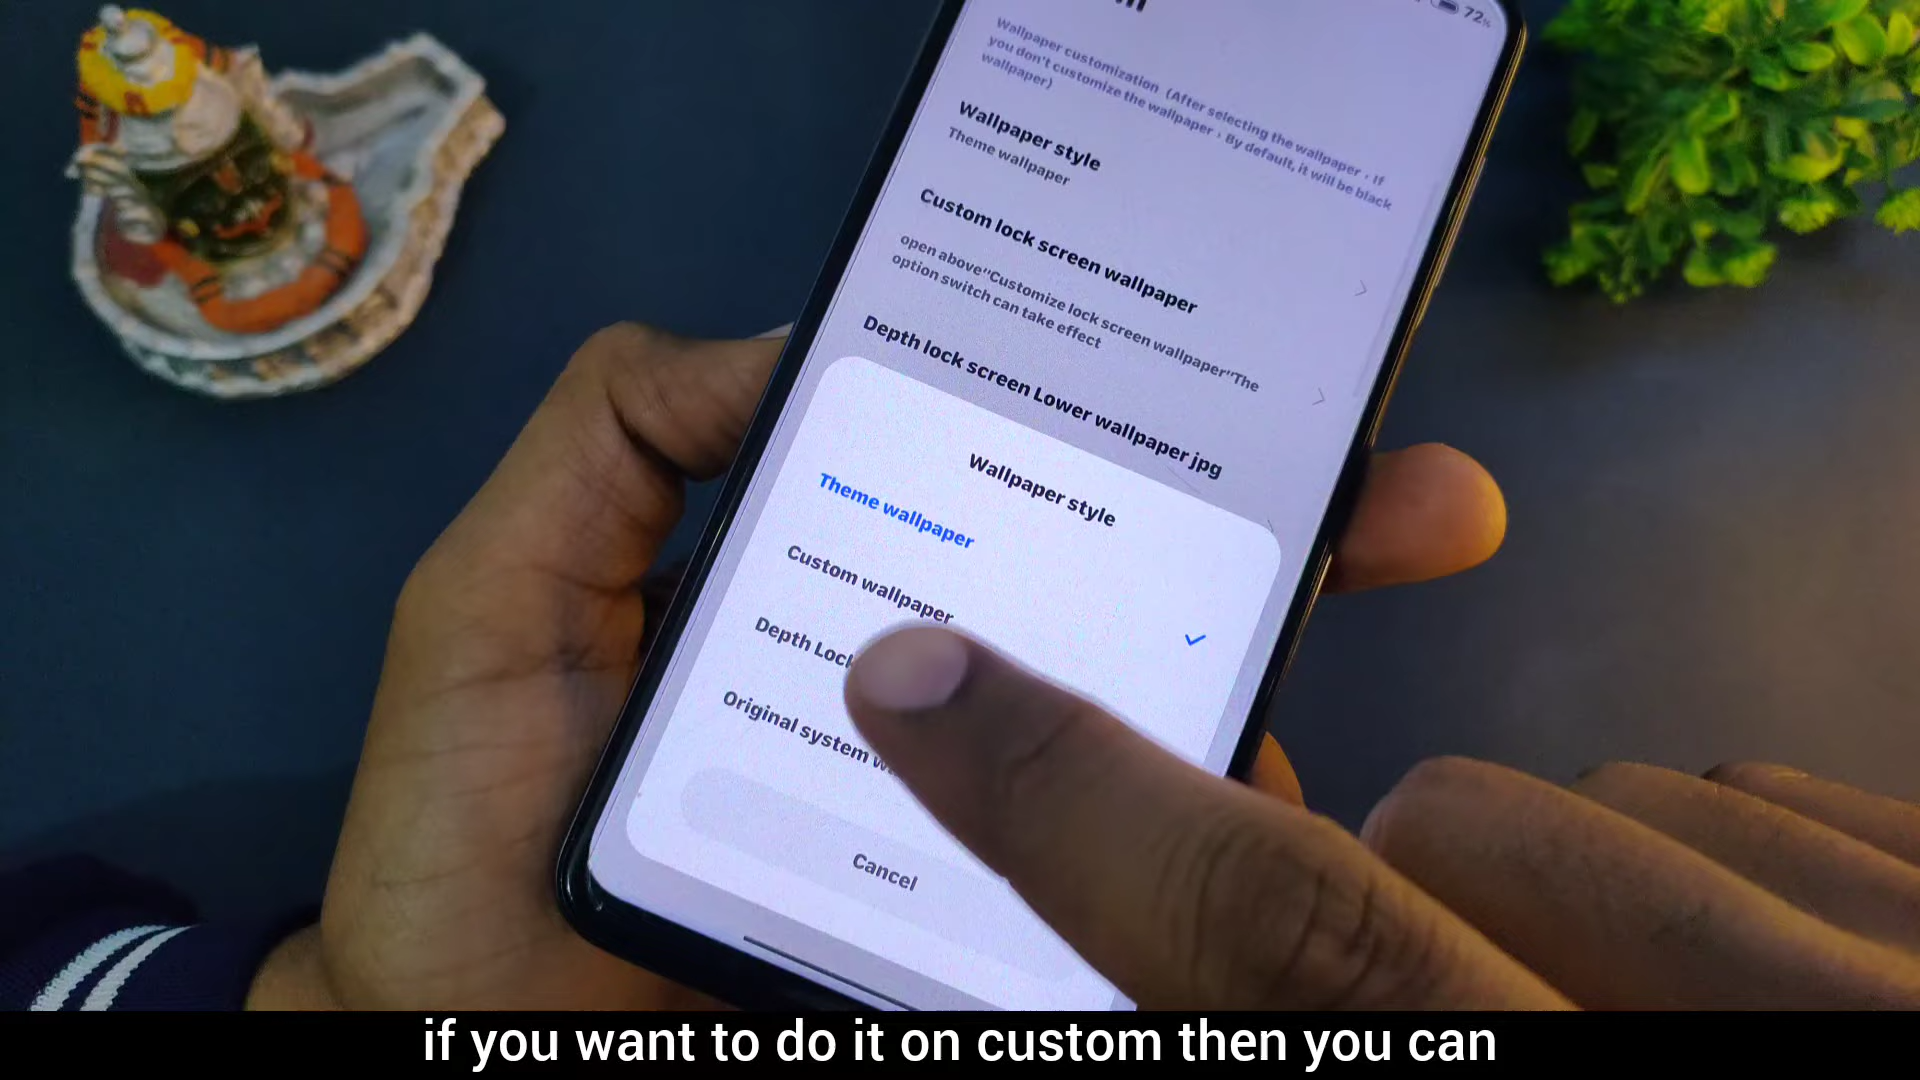 72%
Wallpaper customization (After selecting the wallpaper, If
you don't customize the wallpaper, By default, it will be black
wallpaper)
Wallpaper style
Theme wallpaper
Custom lock screen wallpaper
open above"Customize lock screen wallpaper"The
option switch can take effect
Depth lock screen Lower wallpaper jpg
Wallpaper style
Theme wallpaper
Custom wallpaper
Depth Lock
Original system
Cancel
if you want to do it on custom then you can